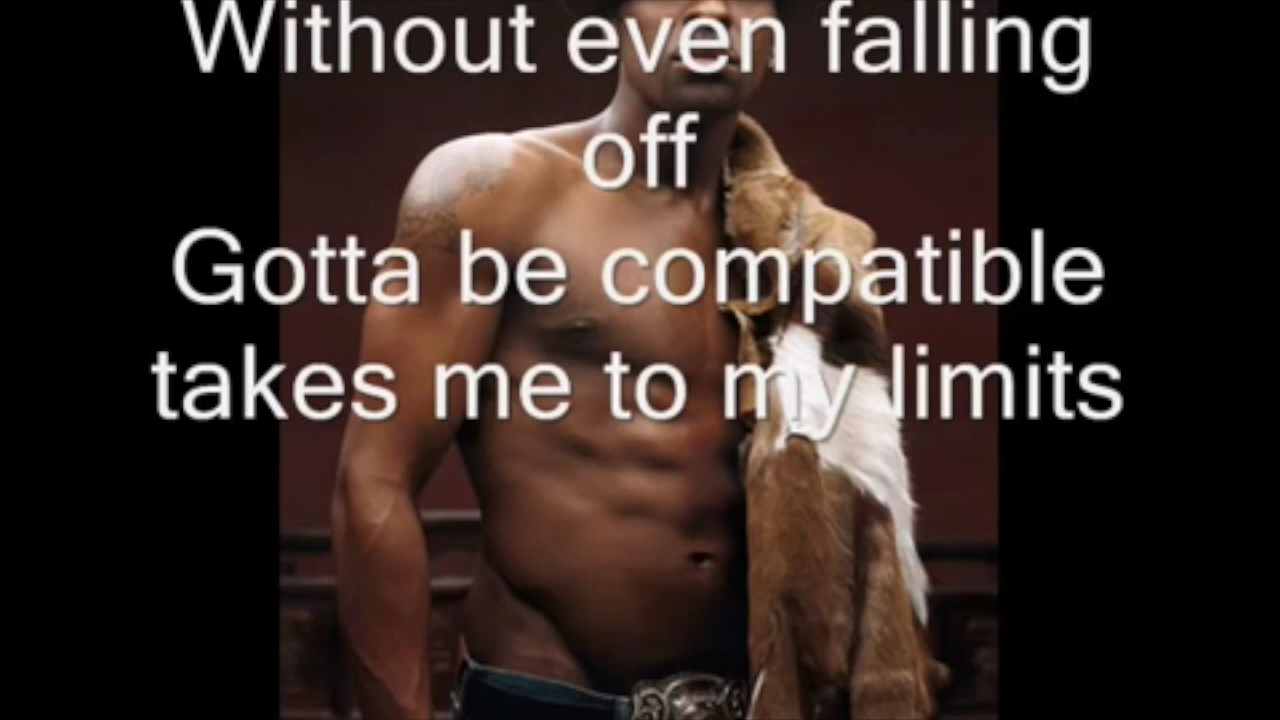 Without even falling
off
Gotta be compatible
takes me to my limits